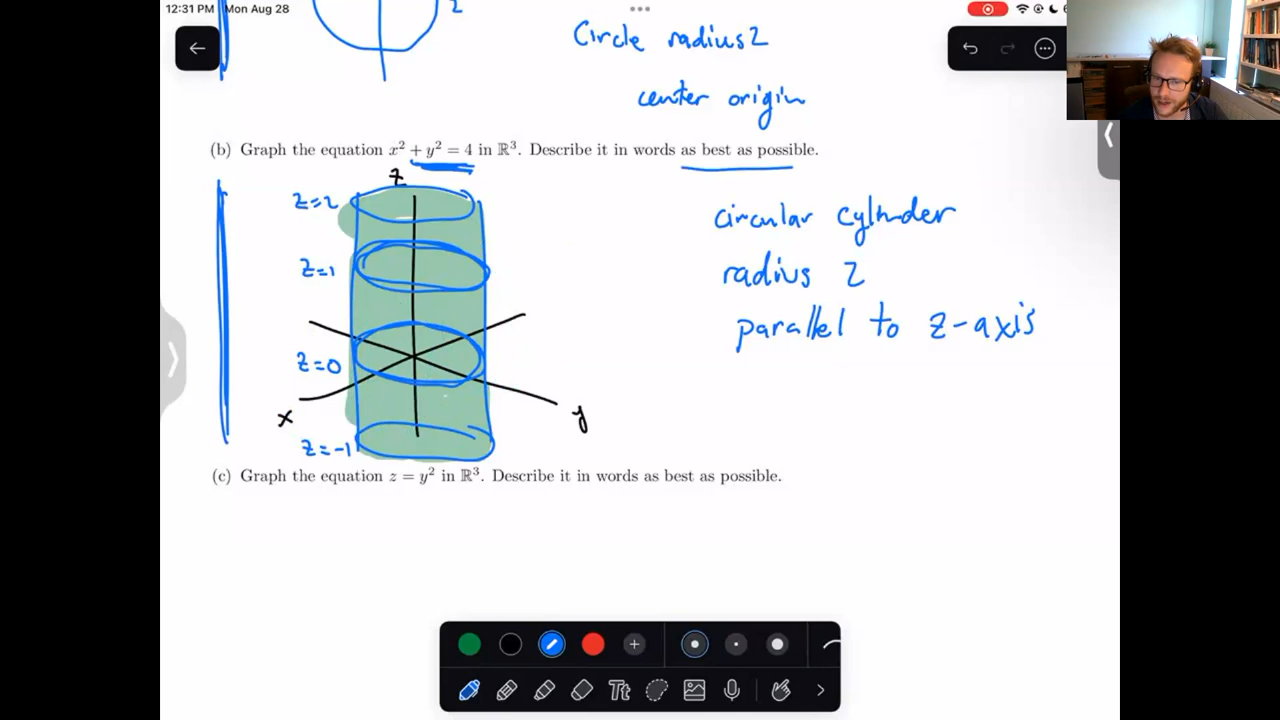 12:31 PM Mon Aug 28
2
Circle radius 2
center origin
(b) Graph the equation x² + y² = 4 in ℝ³. Describe it in words as best as possible.
z
z=2
circular cylinder
z=1
radius 2
parallel to z-axis
z=0
x
y
z=-1
(c) Graph the equation z = y² in ℝ³. Describe it in words as best as possible.
Tt